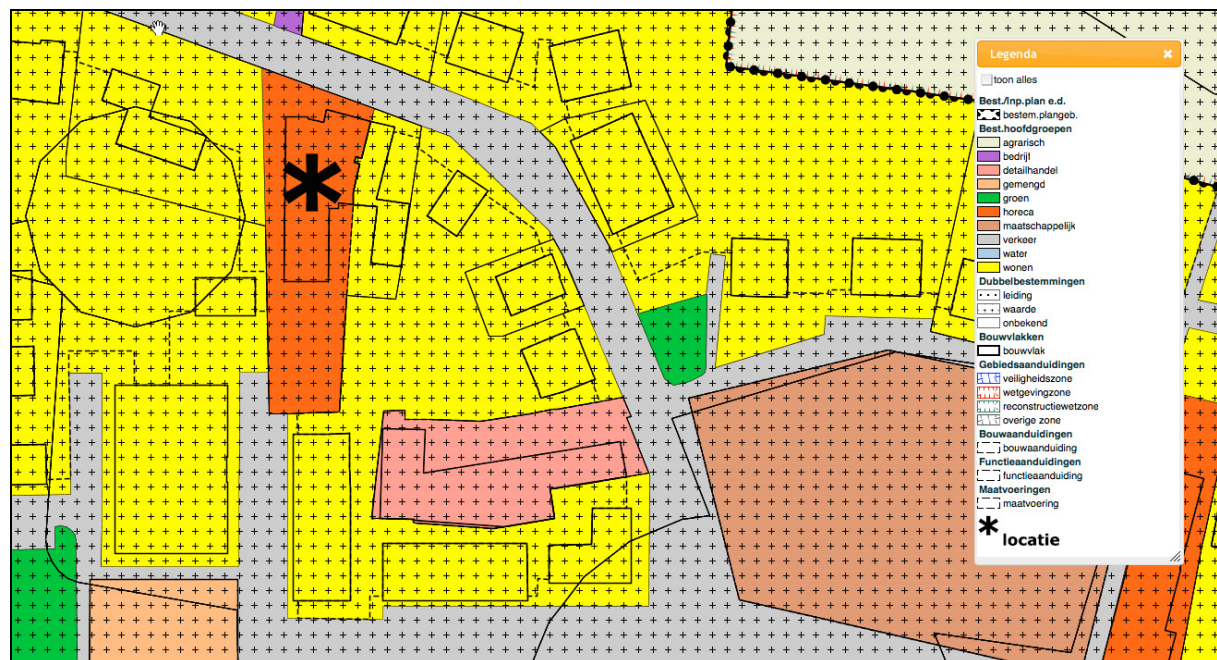 Legenda
toon alles
Best./Inp.plan e.d.
bestem.plangeb.
Best.hoofdgroepen
agrarisch
bedrijf
detailhandel
gemengd
groen
horeca
maatschappelijk
verkeer
water
wonen
Dubbelbestemmingen
leiding
waarde
onbekend
Bouwvlakken
bouwvlak
Gebiedsaanduidingen
veiligheidszone
wetgevingzone
reconstructiewetzone
overige zone
Bouwaanduidingen
bouwaanduiding
Functieaanduidingen
functieaanduiding
Maatvoeringen
maatvoering
* locatie